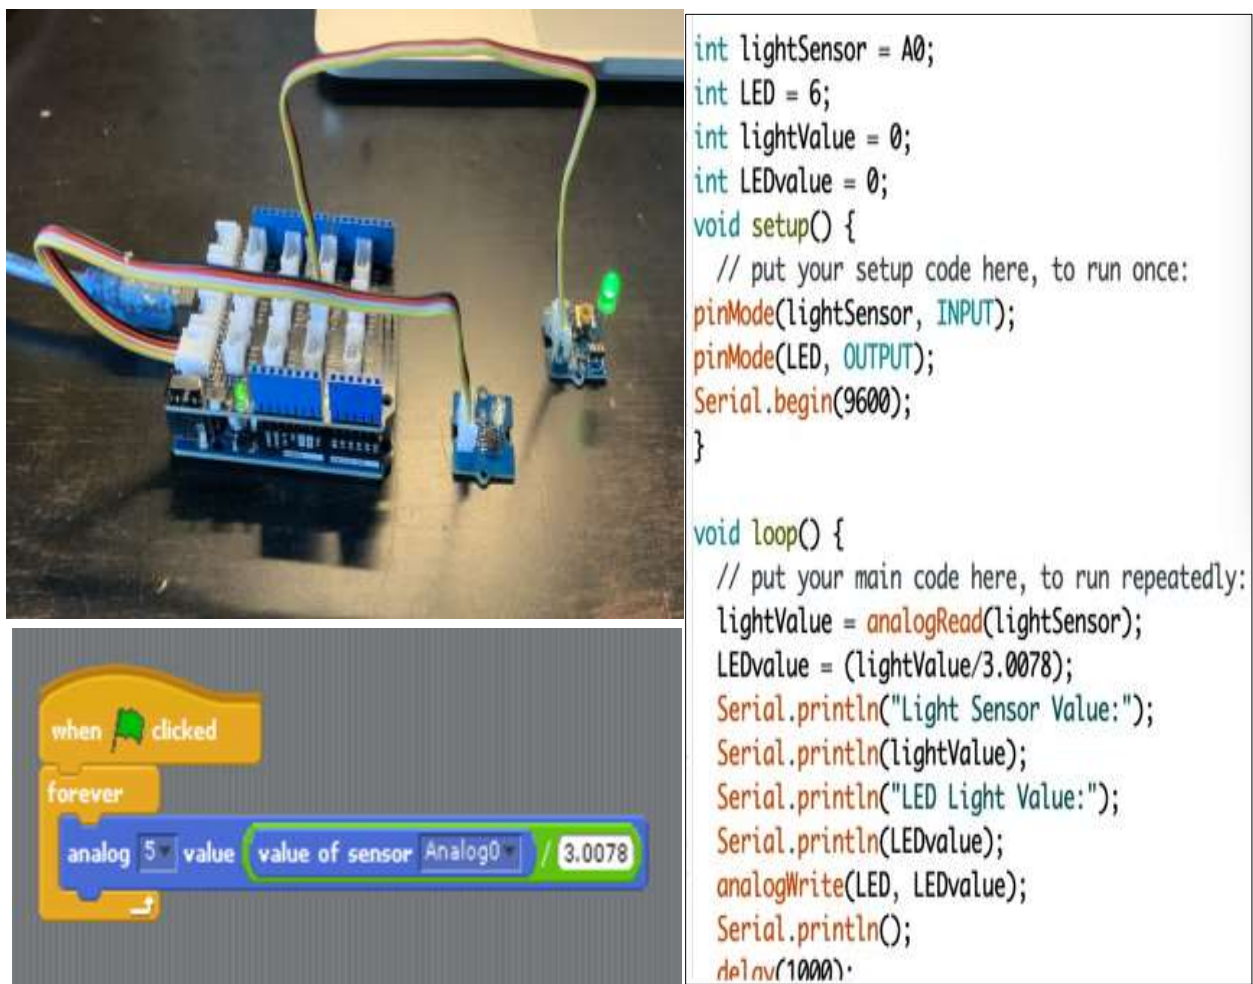 int lightSensor = A0;
int LED = 6;
int lightValue = 0;
int LEDvalue = 0;
void setup() {
// put your setup code here, to run once:
pinMode(lightSensor, INPUT);
pinMode(LED, OUTPUT);
Serial.begin(9600);
}
void loop() {
// put your main code here, to run repeatedly:
lightValue = analogRead(lightSensor);
LEDvalue = (lightValue/3.0078);
Serial.println("Light Sensor Value:");
Serial.println(lightValue);
Serial.println("LED Light Value:");
Serial.println(LEDvalue);
analogWrite(LED, LEDvalue);
Serial.println();
delay(1000);
when clicked
forever
analog 5 value value of sensor Analog0 / 3.0078